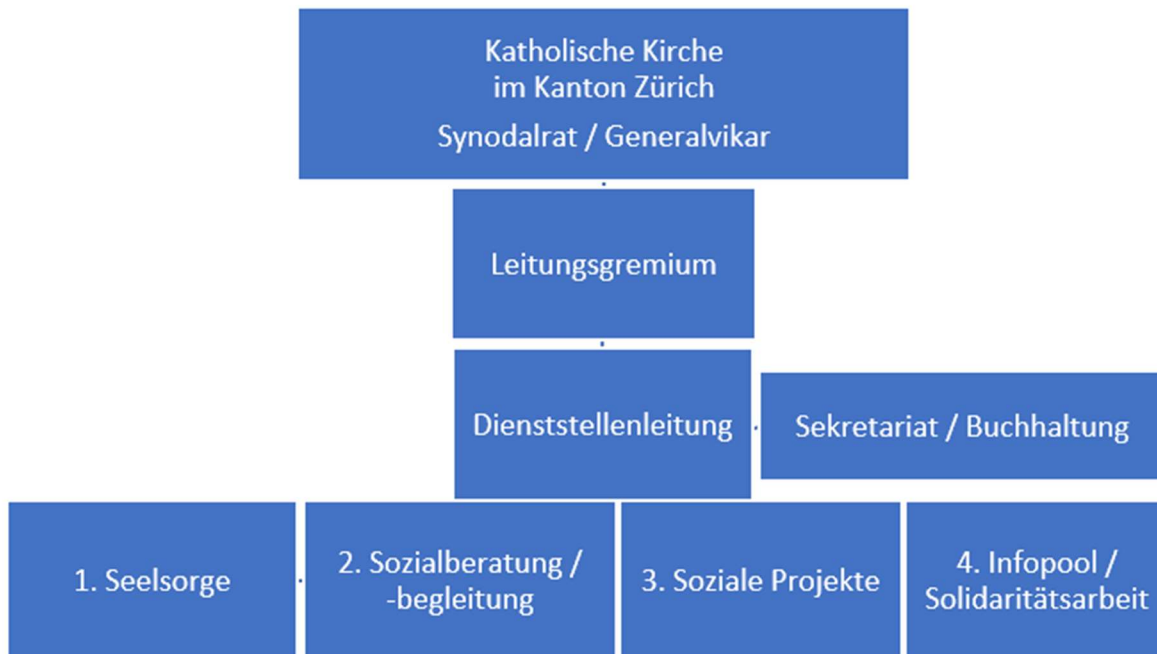 Katholische Kirche
im Kanton Zürich
Synodalrat / Generalvikar
Leitungsgremium
Dienststellenleitung
Sekretariat / Buchhaltung
1. Seelsorge
2. Sozialberatung /
-begleitung
3. Soziale Projekte
4. Infopool /
Solidaritätsarbeit